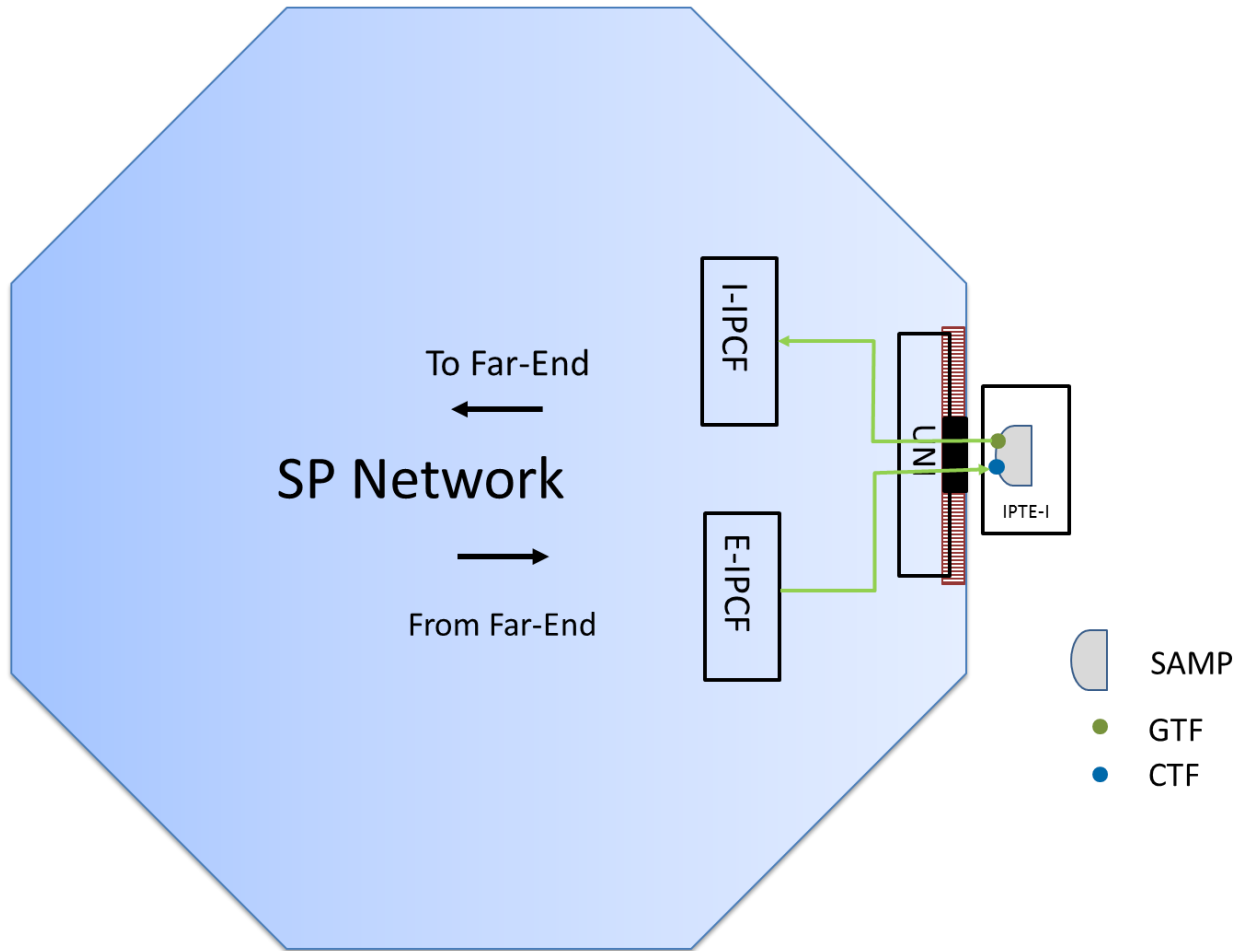 I-IPCF
To Far-End
UNI
SP Network
IPTE-I
E-IPCF
From Far-End
SAMP
GTF
CTF